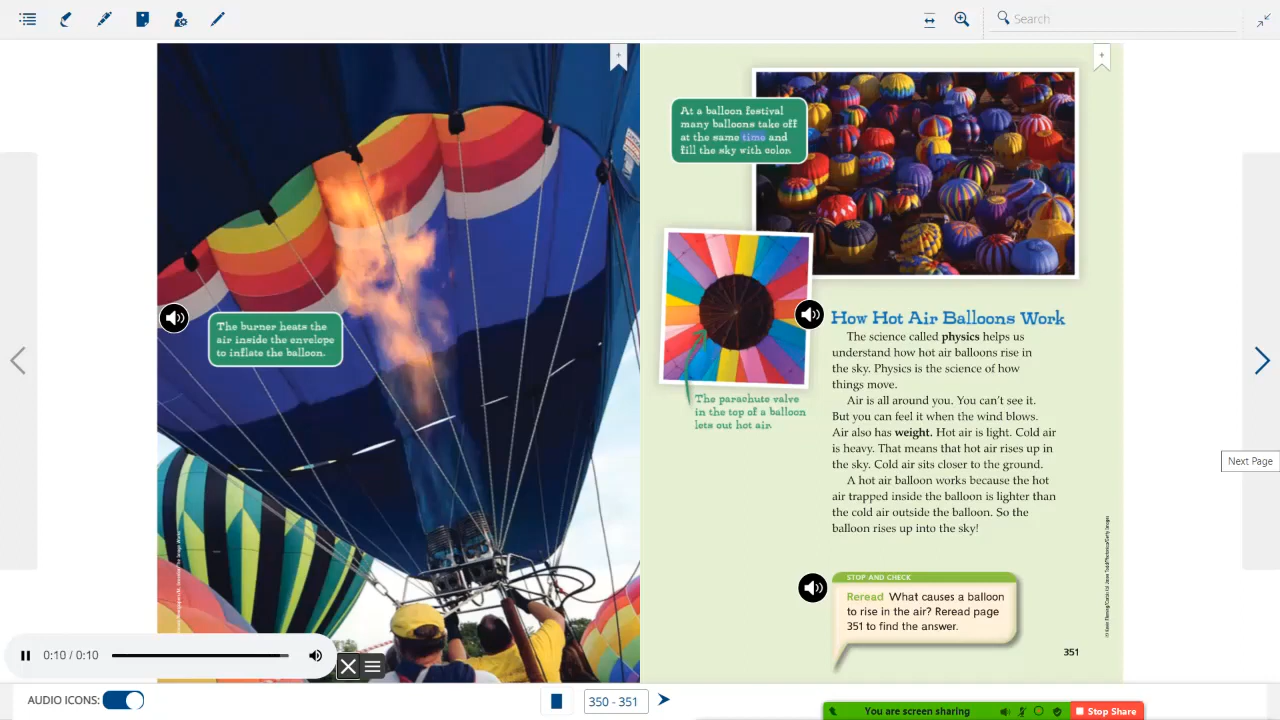 Search
At a balloon festival
many balloons take off
at the same time and
fill the sky with color.
The burner heats the
air inside the envelope
to inflate the balloon.
The parachute valve
in the top of a balloon
lets out hot air.
How Hot Air Balloons Work
The science called physics helps us
understand how hot air balloons rise in
the sky. Physics is the science of how
things move.
Air is all around you. You can't see it.
But you can feel it when the wind blows.
Air also has weight. Hot air is light. Cold air
is heavy. That means that hot air rises up in
the sky. Cold air sits closer to the ground.
A hot air balloon works because the hot
air trapped inside the balloon is lighter than
the cold air outside the balloon. So the
balloon rises up into the sky!
STOP AND CHECK
Reread What causes a balloon
to rise in the air? Reread page
351 to find the answer.
351
Next Page
0:10 / 0:10
AUDIO ICONS:
350 - 351
You are screen sharing
Stop Share